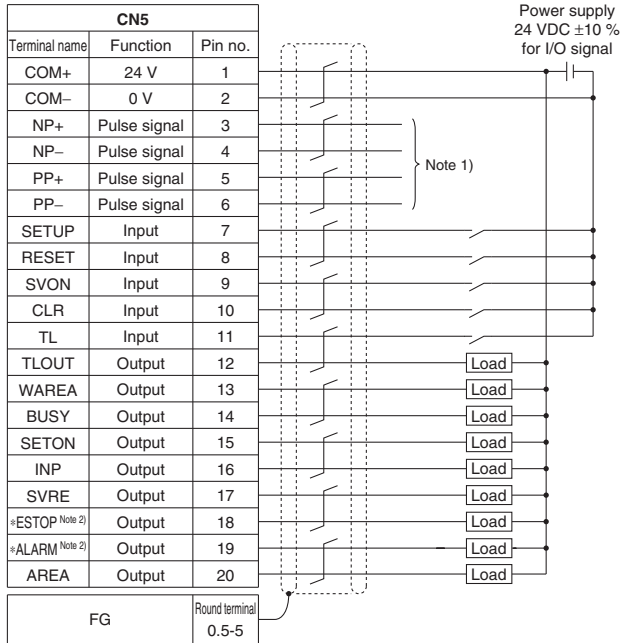 Power supply
24 VDC ±10 %
for I/O signal
CN5
Terminal name Function Pin no.
COM+ 24 V 1
COM– 0 V 2
NP+ Pulse signal 3
NP– Pulse signal 4
PP+ Pulse signal 5
PP– Pulse signal 6
Note 1)
SETUP Input 7
RESET Input 8
SVON Input 9
CLR Input 10
TL Input 11
TLOUT Output 12 Load
WAREA Output 13 Load
BUSY Output 14 Load
SETON Output 15 Load
INP Output 16 Load
SVRE Output 17 Load
*ESTOP Note 2) Output 18 Load
*ALARM Note 2) Output 19 Load
AREA Output 20 Load
FG Round terminal
0.5-5